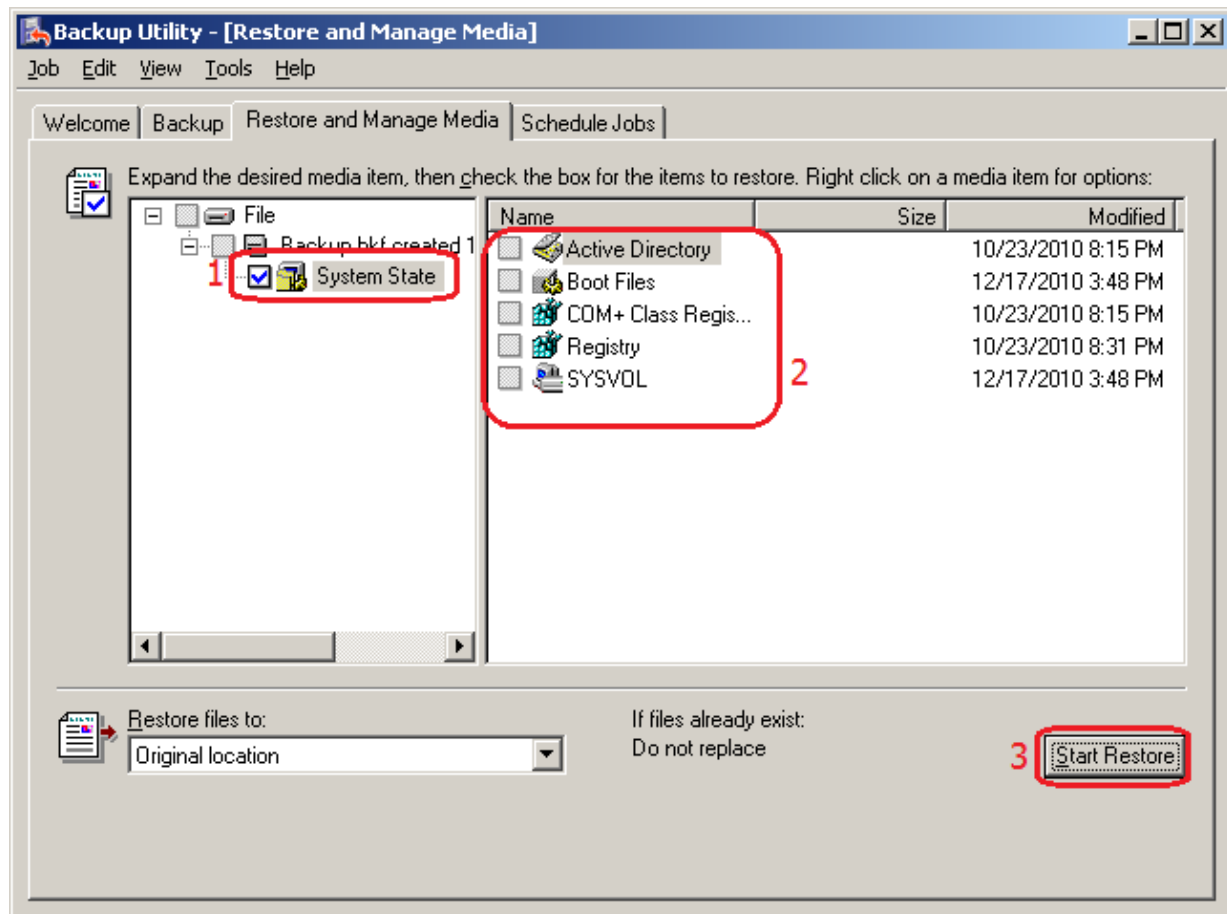 Backup Utility - [Restore and Manage Media]
Job Edit View Tools Help
Welcome Backup Restore and Manage Media Schedule Jobs
Expand the desired media item, then check the box for the items to restore. Right click on a media item for options:
File
Backup.bkf created 1
1 System State
Name Size Modified
Active Directory 10/23/2010 8:15 PM
Boot Files 12/17/2010 3:48 PM
COM+ Class Regis... 10/23/2010 8:15 PM
Registry 10/23/2010 8:31 PM
SYSVOL 12/17/2010 3:48 PM
2
Restore files to:
Original location
If files already exist:
Do not replace
3 Start Restore